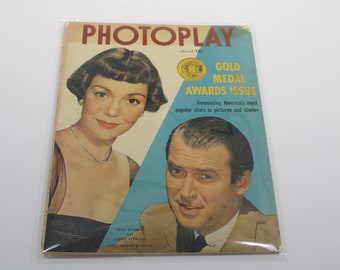 PHOTOPLAY
GOLD
MEDAL
AWARDS ISSUE
Announcing America's most
popular stars in pictures and stories